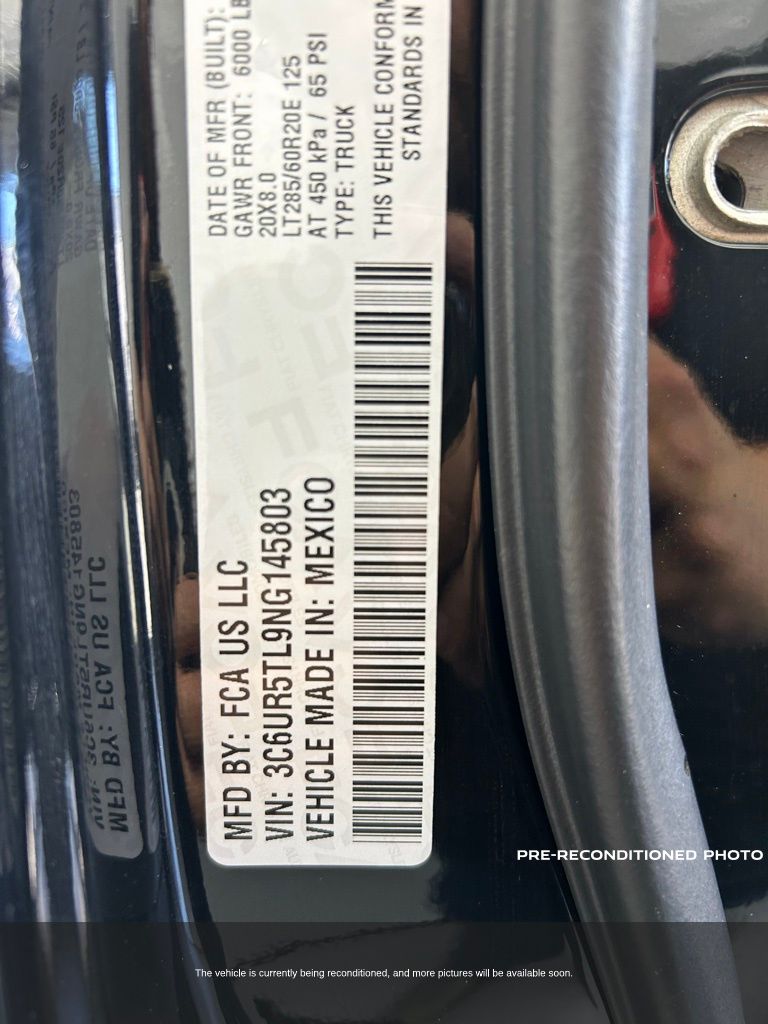 MFD BY: FCA US LLC
VIN: 3C6UR5TL9NG145803
VEHICLE MADE IN: MEXICO
DATE OF MFR (BUILT):
GAWR FRONT: 6000 LB
20X8.0
LT285/60R20E 125
AT 450 kPa / 65 PSI
TYPE: TRUCK
THIS VEHICLE CONFORM
STANDARDS IN
PRE-RECONDITIONED PHOTO
The vehicle is currently being reconditioned, and more pictures will be available soon.